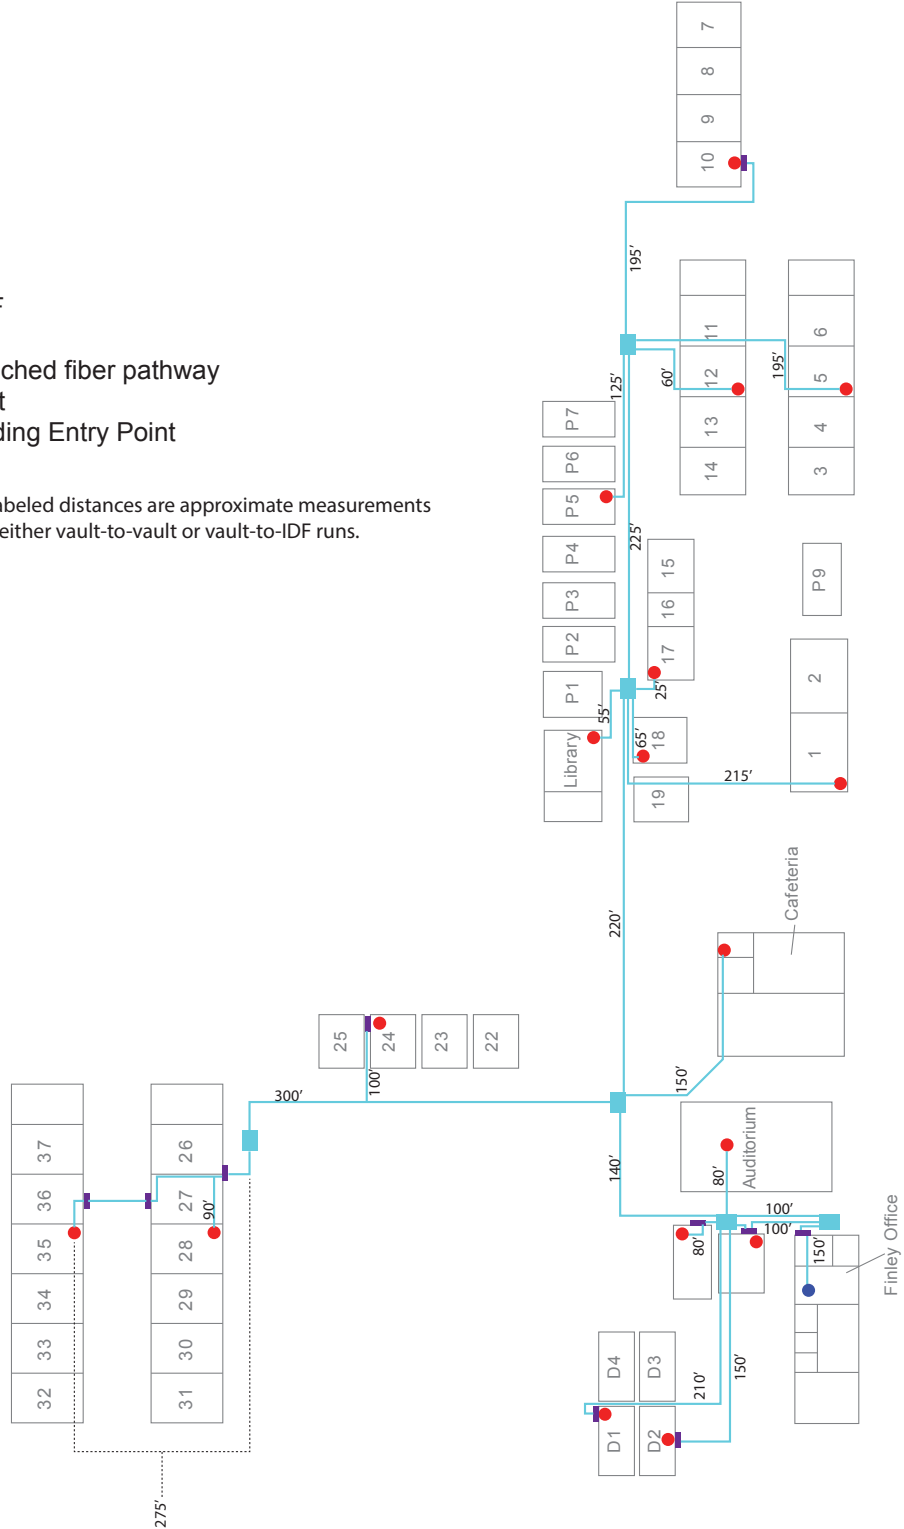 7
8
9
10
195'
F
ched fiber pathway
t
ding Entry Point
abeled distances are approximate measurements
either vault-to-vault or vault-to-IDF runs.
11
12
13
14
60'
6
5
4
3
195'
125'
P7
P6
P5
P4
P3
P2
P1
225'
15
16
17
25'
P9
2
1
55'
Library
65'
18
19
215'
220'
Cafeteria
25
24
23
22
100'
300'
150'
37
36
35
34
33
32
26
27
28
29
30
31
90'
275'
140'
80'
Auditorium
100'
100'
80'
150'
Finley Office
D4
D3
D1
D2
210'
150'